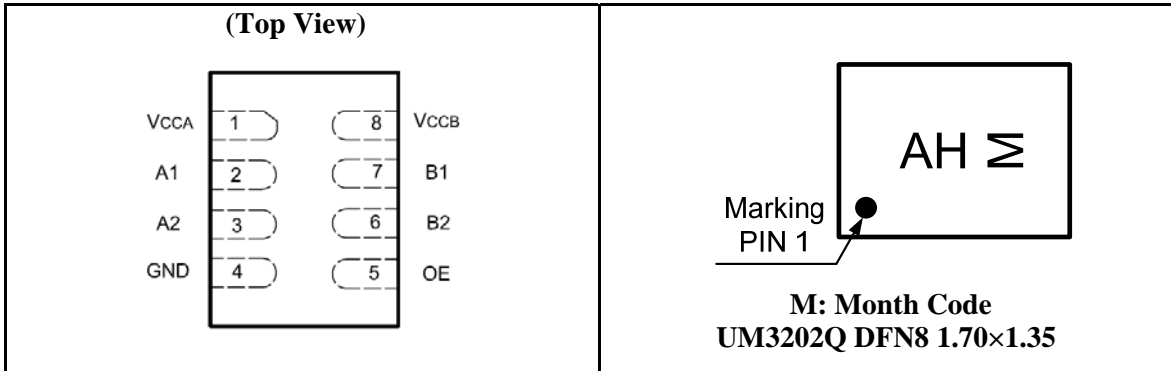 (Top View)
VCCA 1 8 VCCB
A1 2 7 B1
A2 3 6 B2
GND 4 5 OE
AH M
Marking
PIN 1
M: Month Code
UM3202Q DFN8 1.70×1.35